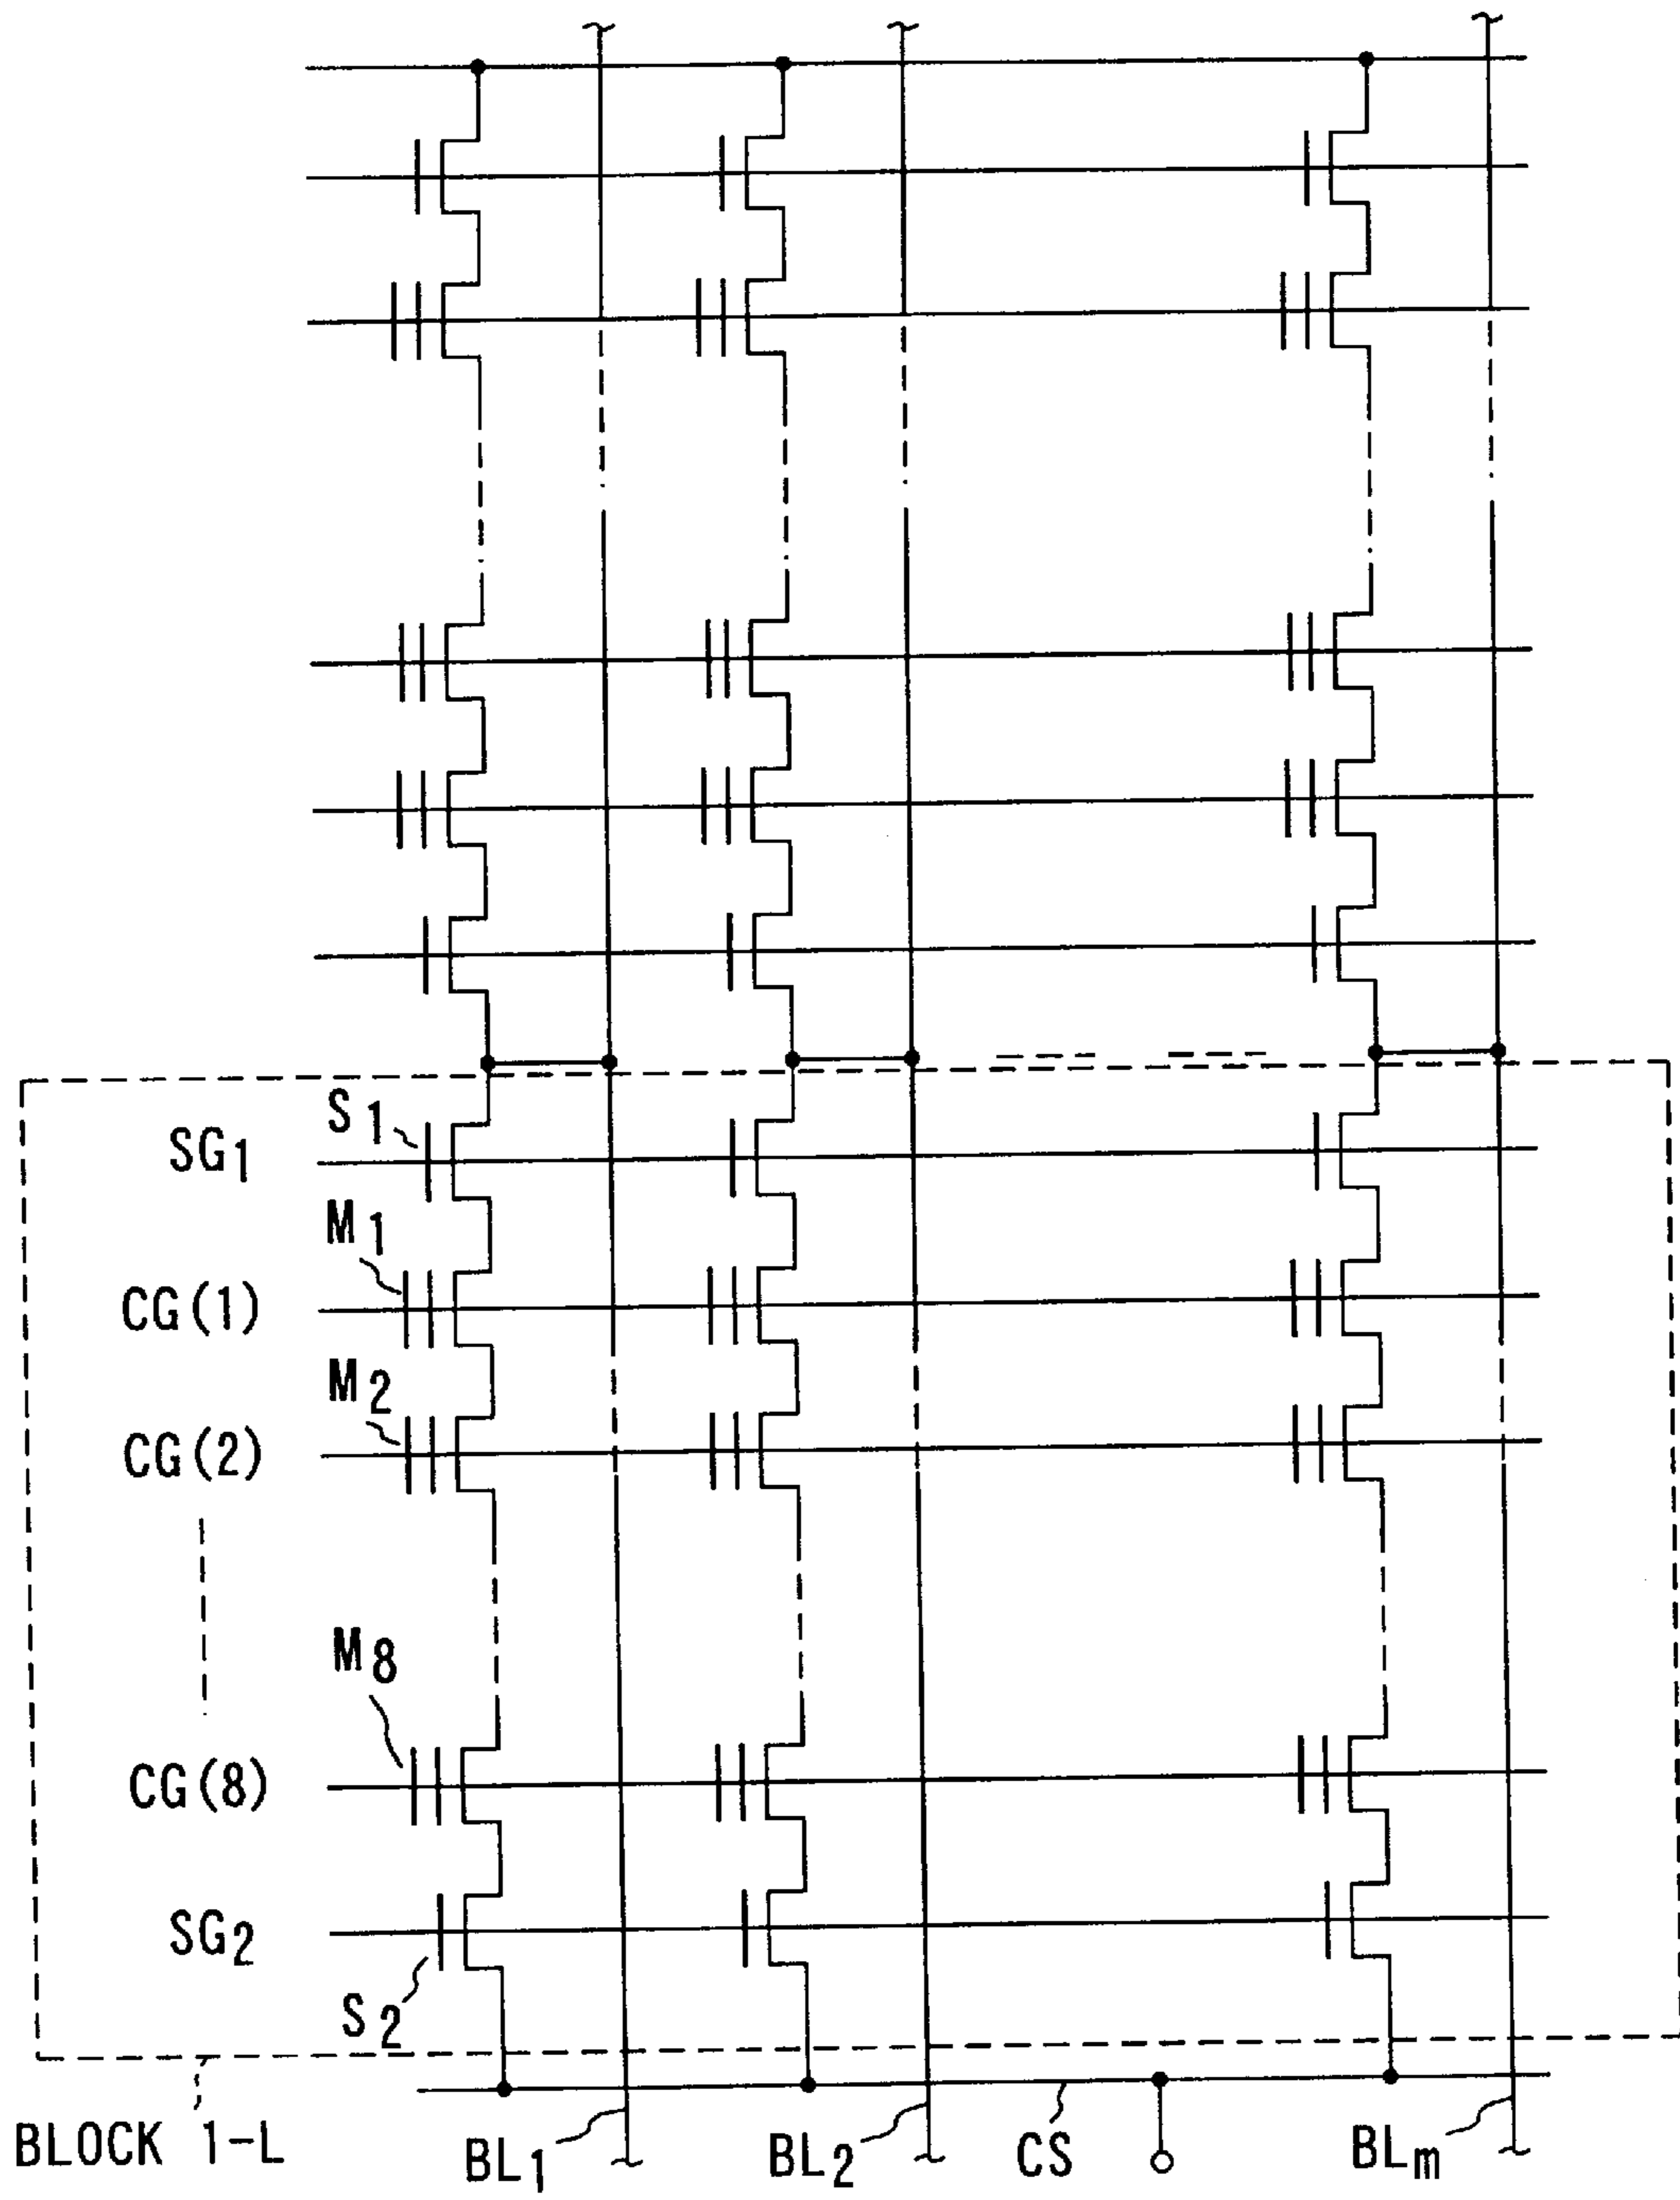 S1
SG1
M1
CG(1)
M2
CG(2)
M8
CG(8)
SG2
S2
BLOCK 1-L
BL1
BL2
CS
BLm